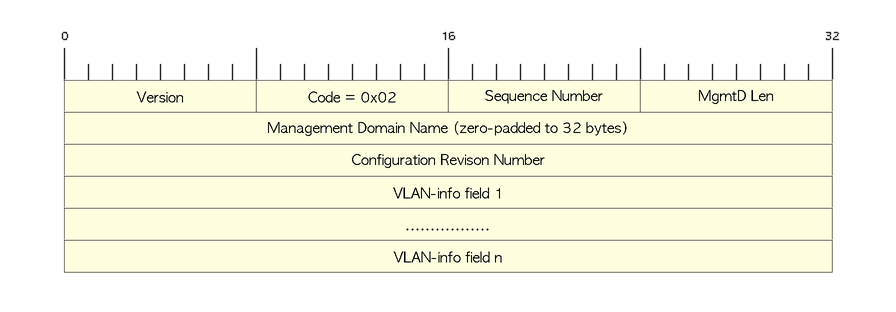 0 16 32
Version Code = 0x02 Sequence Number MgmtD Len
Management Domain Name (zero-padded to 32 bytes)
Configuration Revison Number
VLAN-info field 1
.................
VLAN-info field n